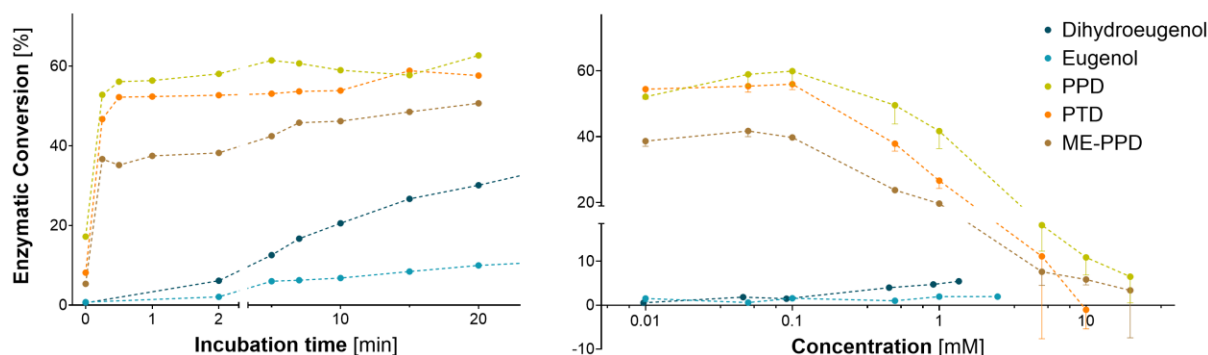 Enzymatic Conversion [%]
60
40
20
0
0
1
2
10
20
Incubation time [min]
60
40
20
10
0
-10
0.01
0.1
1
10
Concentration [mM]
Dihydroeugenol
Eugenol
PPD
PTD
ME-PPD